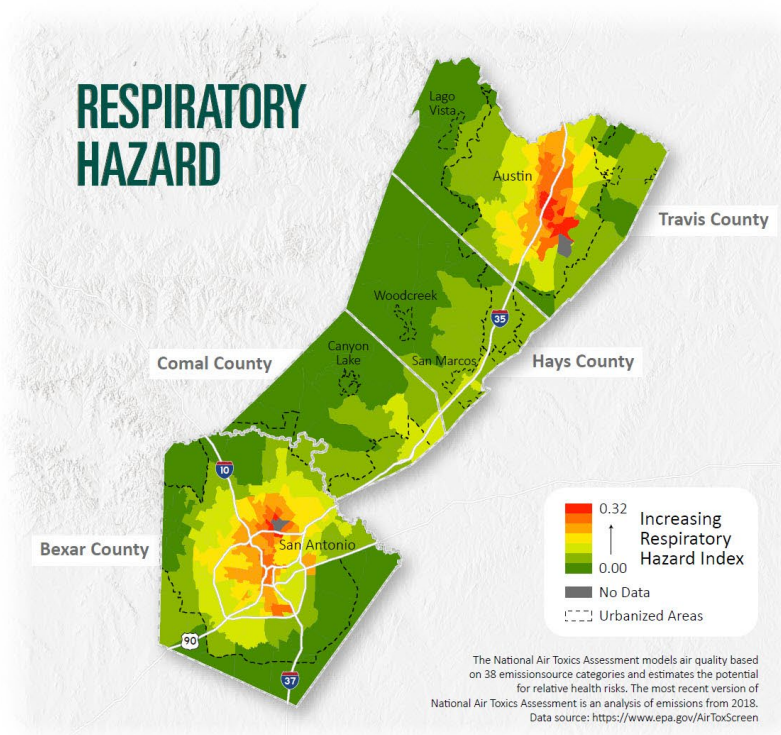 RESPIRATORY
HAZARD
Lago
Vista
Austin
Travis County
Woodcreek
35
Canyon
Lake
San Marcos
Hays County
Comal County
10
San Antonio
Bexar County
90
37
0.32
0.00
Increasing
Respiratory
Hazard Index
No Data
Urbanized Areas
The National Air Toxics Assessment models air quality based
on 38 emissionsource categories and estimates the potential
for relative health risks. The most recent version of
National Air Toxics Assessment is an analysis of emissions from 2018.
Data source: https://www.epa.gov/AirToxScreen